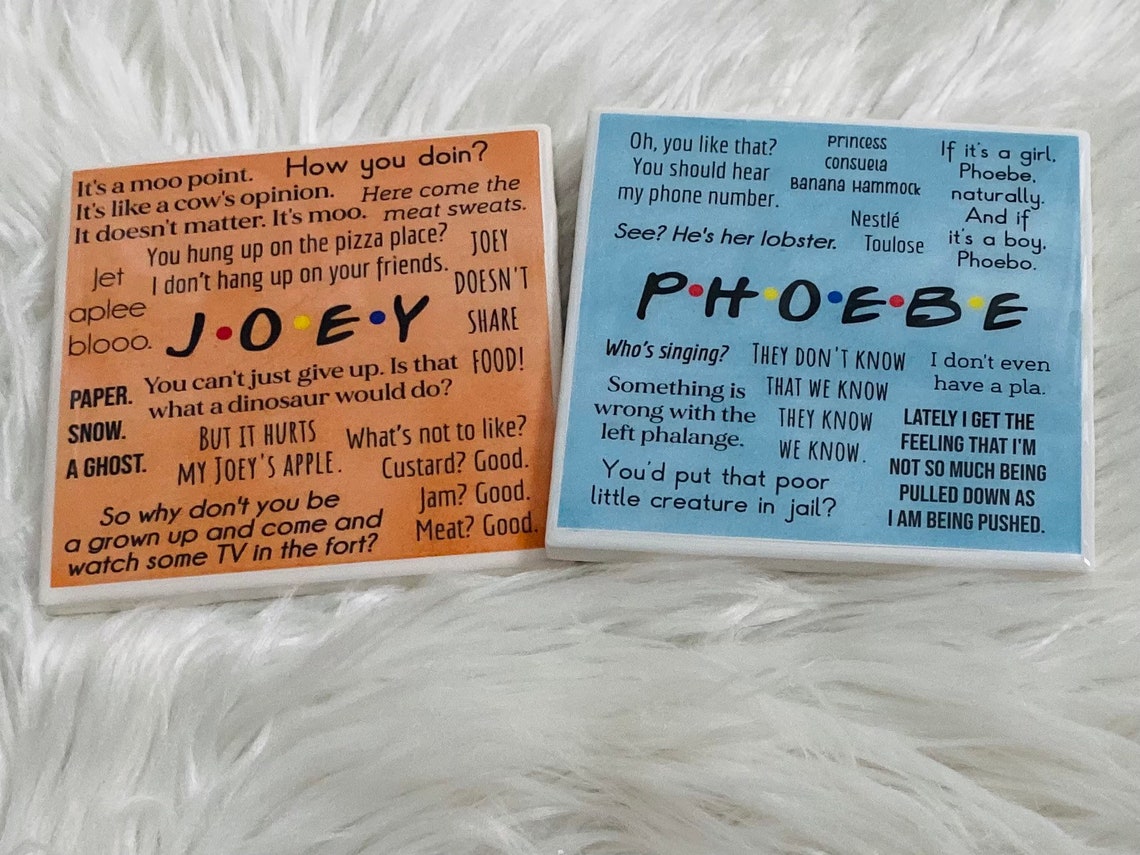 It's a moo point.
It's like a cow's opinion.
It doesn't matter. It's moo.
How you doin?
Here come the
meat sweats.
You hung up on the pizza place?
I don't hang up on your friends.
JOEY
DOESN'T
SHARE
FOOD!
Jet
aplee
blooo.
J•O•E•Y
PAPER.
SNOW.
A GHOST.
You can't just give up. Is that
what a dinosaur would do?
BUT IT HURTS
MY JOEY'S APPLE.
What's not to like?
Custard? Good.
Jam? Good.
Meat? Good.
So why don't you be
a grown up and come and
watch some TV in the fort?
Oh, you like that?
You should hear
my phone number.
Princess
Consuela
Banana Hammock
If it's a girl,
Phoebe,
naturally.
And if
it's a boy,
Phoebo.
See? He's her lobster.
Nestlé
Toulose
P•H•O•E•B•E
Who's singing?
THEY DON'T KNOW
THAT WE KNOW
THEY KNOW
WE KNOW.
I don't even
have a pla.
Something is
wrong with the
left phalange.
LATELY I GET THE
FEELING THAT I'M
NOT SO MUCH BEING
PULLED DOWN AS
I AM BEING PUSHED.
You'd put that poor
little creature in jail?